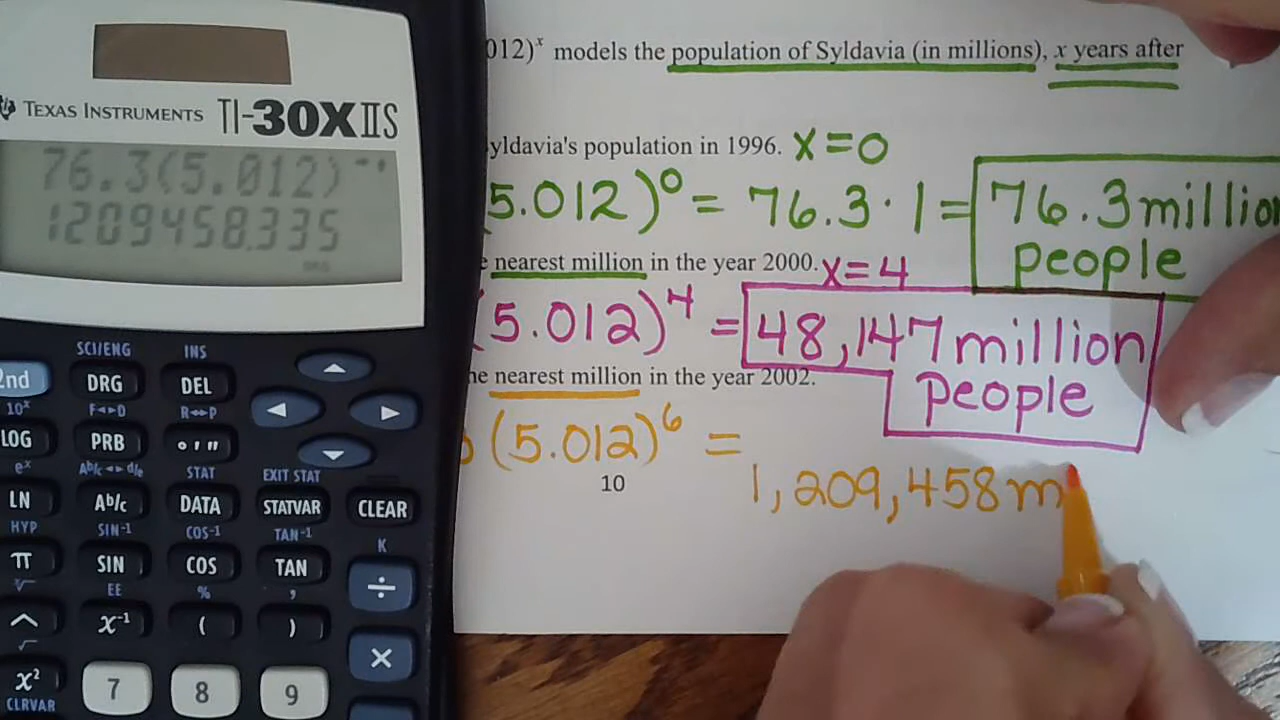 012)ˣ models the population of Syldavia (in millions), x years after
TEXAS INSTRUMENTS TI-30X IIS
76.3(5.012)
1209458.335
DEG
yldavia's population in 1996. x=0
5.012)⁰ = 76.3 · 1 = 76.3 million
people
nearest million in the year 2000. x=4
(5.012)⁴ = 48,147 million
people
nearest million in the year 2002.
(5.012)⁶ =
1,209,458 m
10
SCI/ENG INS
2nd DRG DEL
10ˣ F◄►D R◄►P
LOG PRB ° ' "
eˣ Ab/c ◄► d/e STAT EXIT STAT
LN Ab/c DATA STATVAR CLEAR
HYP SIN⁻¹ COS⁻¹ TAN⁻¹ K
π SIN COS TAN ÷
√ EE % ,
^ x⁻¹ ( ) ×
√
x² 7 8 9
CLRVAR